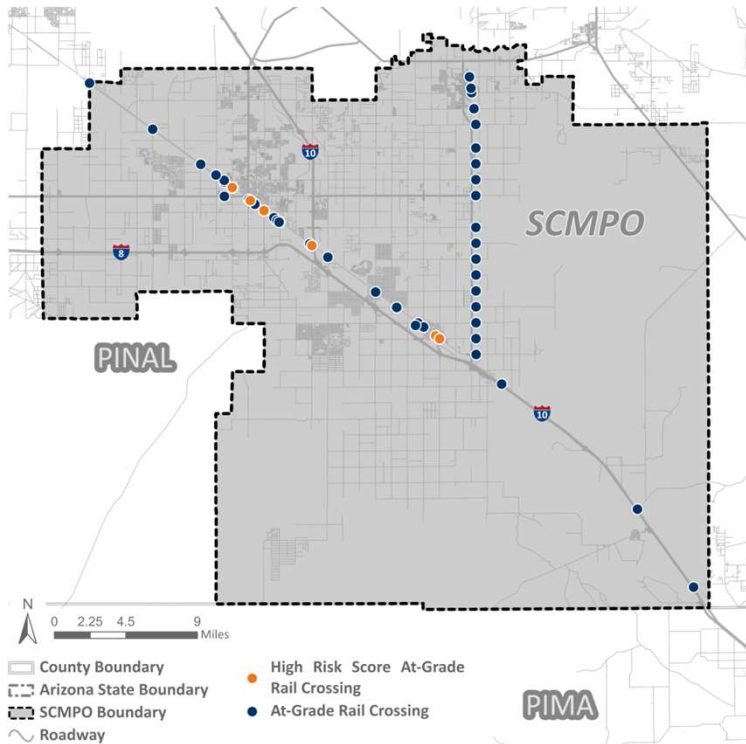 10
SCMPO
8
PINAL
10
N
0 2.25 4.5 9
Miles
County Boundary
Arizona State Boundary
SCMPO Boundary
Roadway
High Risk Score At-Grade
Rail Crossing
At-Grade Rail Crossing
PIMA